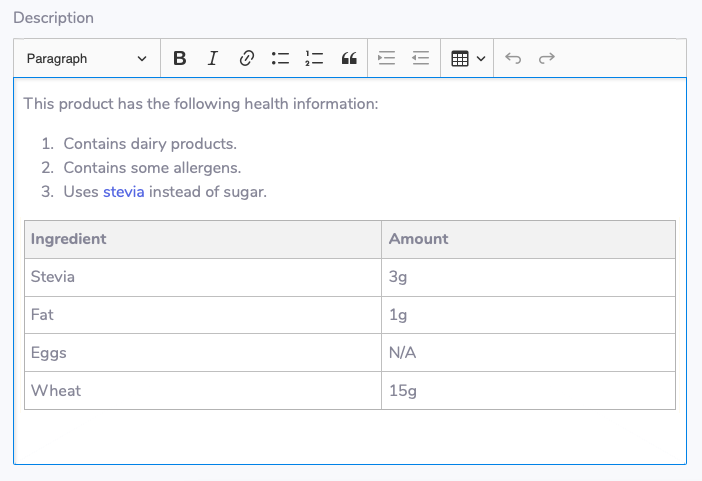 Description
Paragraph
This product has the following health information:
1. Contains dairy products.
2. Contains some allergens.
3. Uses stevia instead of sugar.
Ingredient Amount
Stevia 3g
Fat 1g
Eggs N/A
Wheat 15g